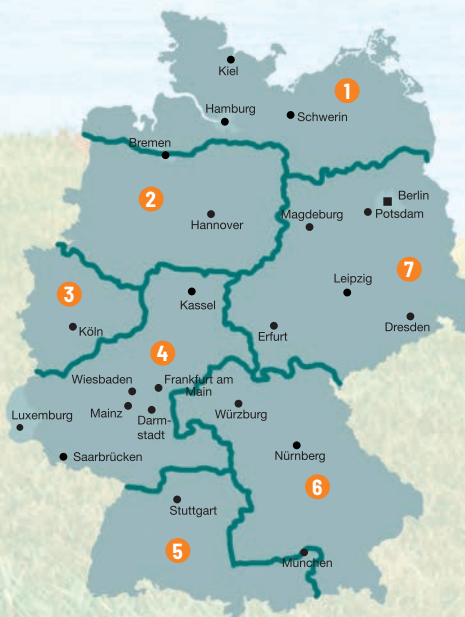 Kiel
1
Hamburg
Schwerin
Bremen
2
Berlin
Potsdam
Magdeburg
Hannover
7
3
Leipzig
Kassel
Köln
Erfurt
Dresden
4
Wiesbaden
Frankfurt am
Main
Mainz
Darm-
stadt
Würzburg
Luxemburg
Saarbrücken
Nürnberg
6
Stuttgart
5
München